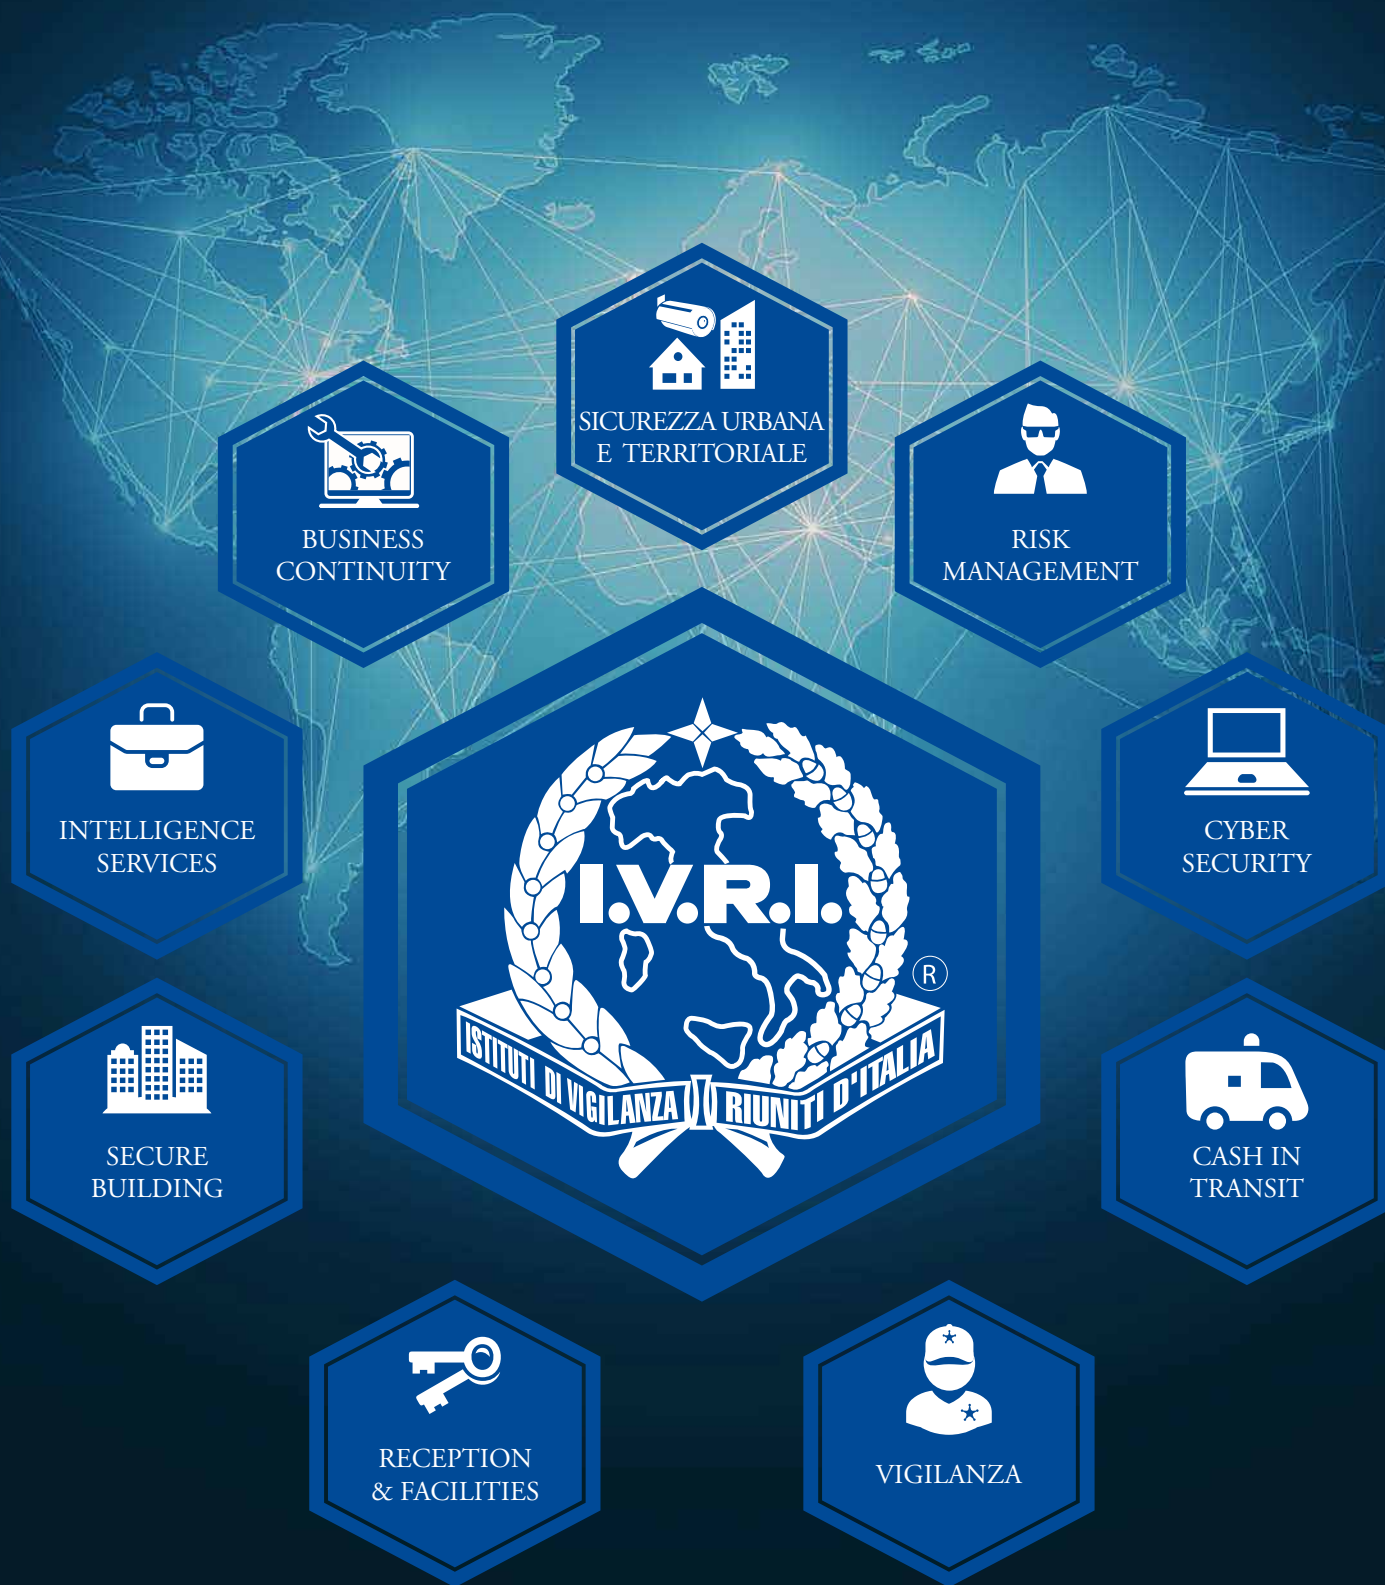 SICUREZZA URBANA
E TERRITORIALE
BUSINESS
CONTINUITY
RISK
MANAGEMENT
INTELLIGENCE
SERVICES
CYBER
SECURITY
I.V.R.I.
®
ISTITUTI DI VIGILANZA RIUNITI D'ITALIA
SECURE
BUILDING
CASH IN
TRANSIT
RECEPTION
& FACILITIES
VIGILANZA